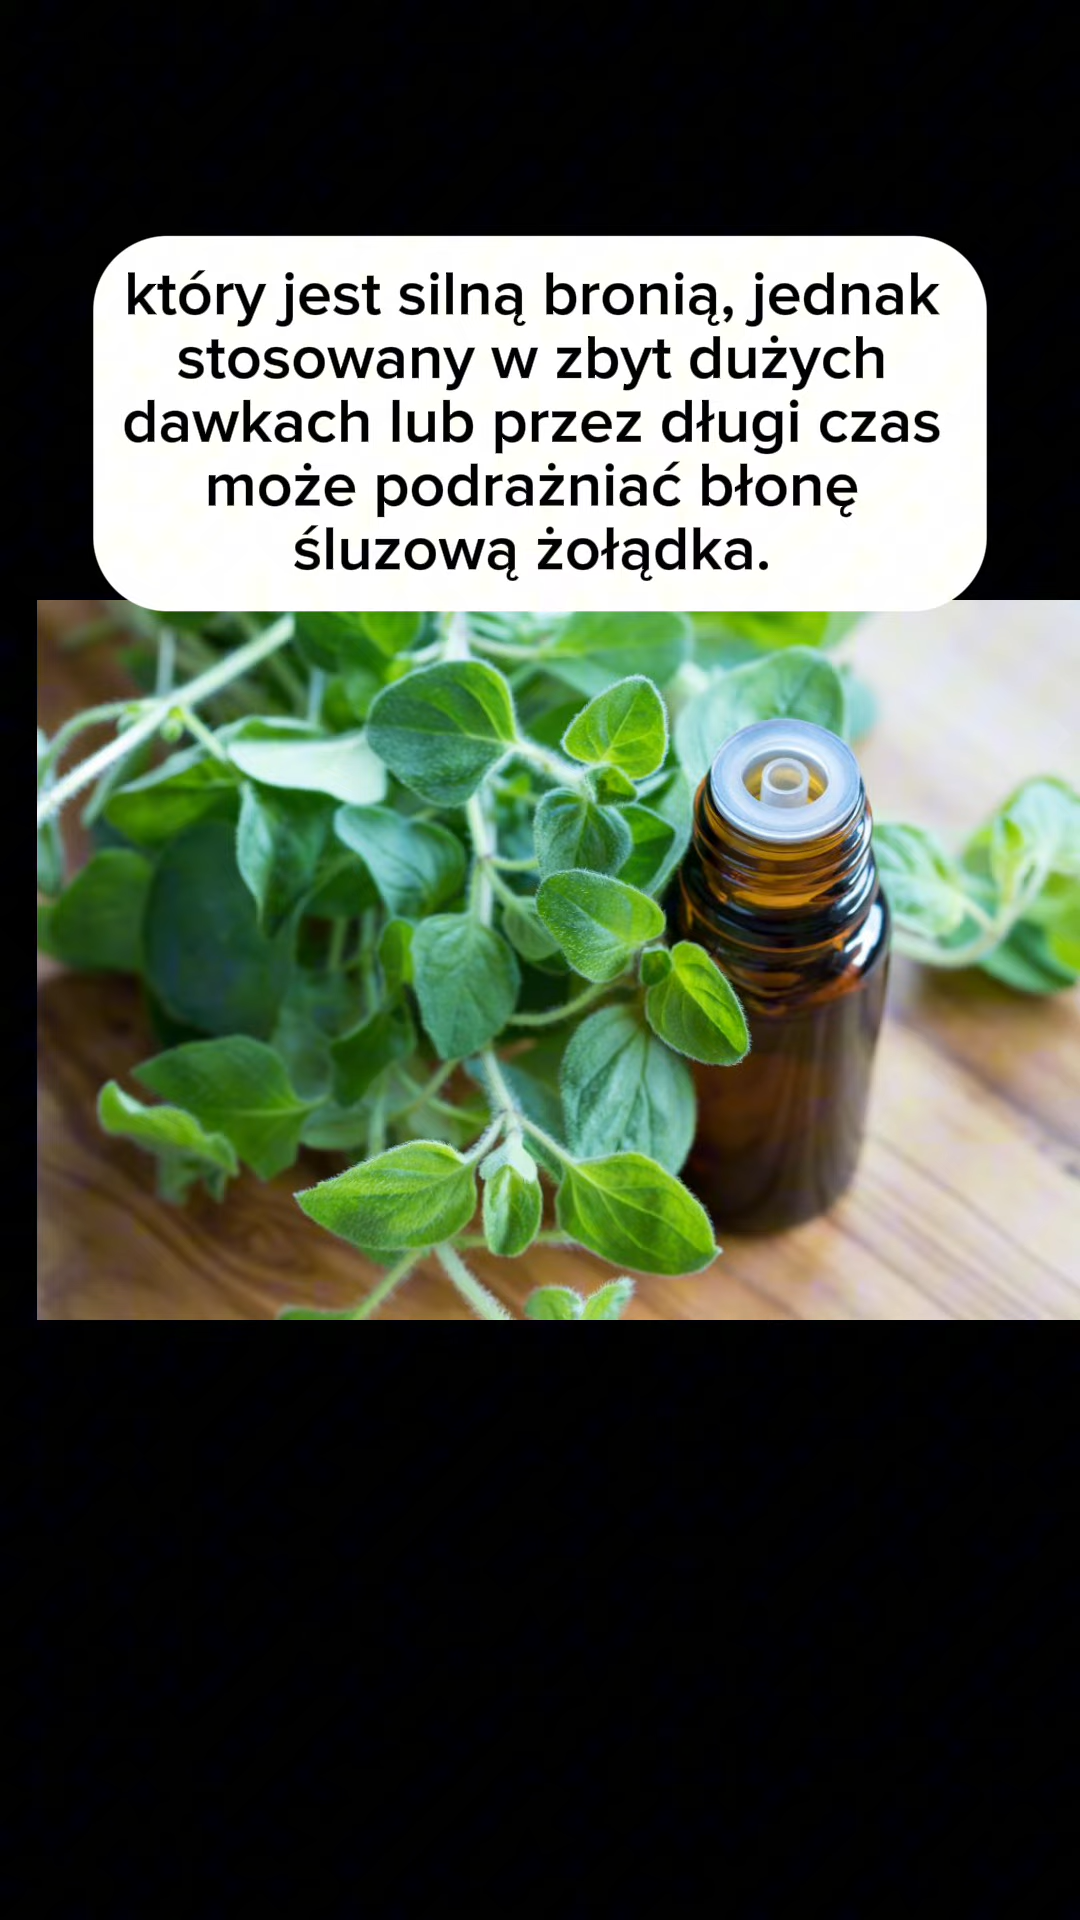 który jest silną bronią, jednak
stosowany w zbyt dużych
dawkach lub przez długi czas
może podrażniać błonę
śluzową żołądka.